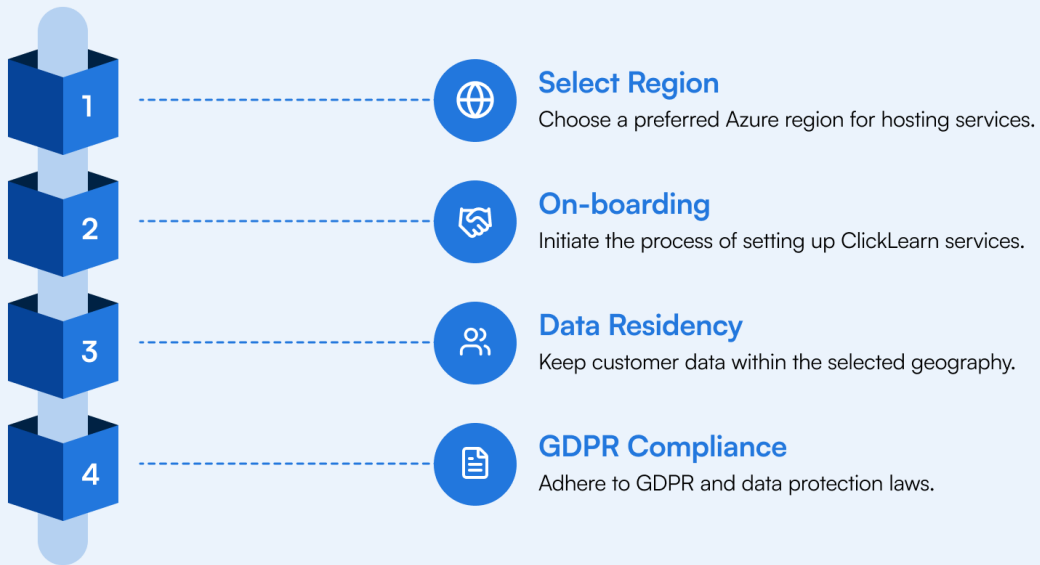 1
Select Region
Choose a preferred Azure region for hosting services.
2
On-boarding
Initiate the process of setting up ClickLearn services.
3
Data Residency
Keep customer data within the selected geography.
4
GDPR Compliance
Adhere to GDPR and data protection laws.